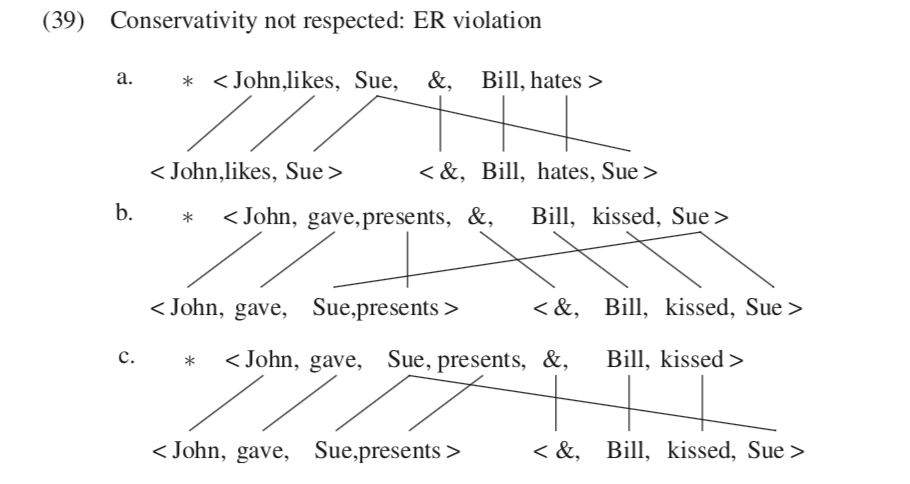 (39) Conservativity not respected: ER violation
a. * < John,likes, Sue, &, Bill, hates >
< John,likes, Sue > < &, Bill, hates, Sue >
b. * < John, gave,presents, &, Bill, kissed, Sue >
< John, gave, Sue,presents > < &, Bill, kissed, Sue >
c. * < John, gave, Sue, presents, &, Bill, kissed >
< John, gave, Sue,presents > < &, Bill, kissed, Sue >